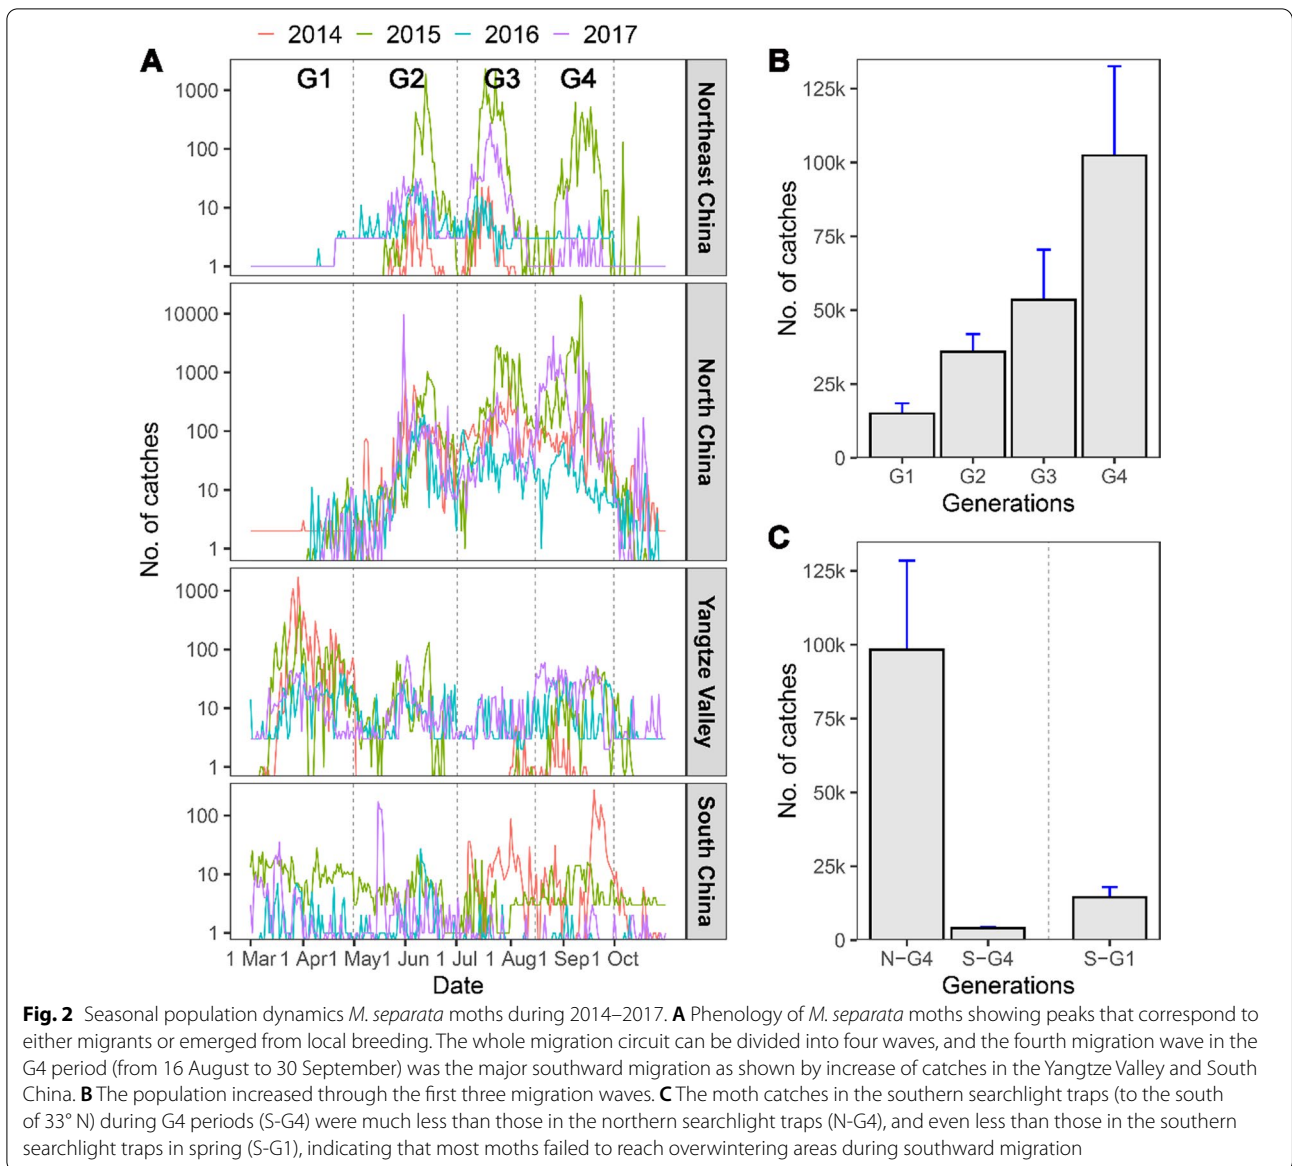 2014 2015 2016 2017
A
G1 G2 G3 G4
1000
100
10
1
Northeast China
10000
1000
100
10
1
North China
No. of catches
1000
100
10
1
Yangtze Valley
100
10
1
South China
1 Mar 1 Apr 1 May 1 Jun 1 Jul 1 Aug 1 Sep 1 Oct
Date
B
125k
100k
75k
50k
25k
0
No. of catches
G1 G2 G3 G4
Generations
C
125k
100k
75k
50k
25k
0
No. of catches
N-G4 S-G4 S-G1
Generations
Fig. 2 Seasonal population dynamics M. separata moths during 2014–2017. A Phenology of M. separata moths showing peaks that correspond to
either migrants or emerged from local breeding. The whole migration circuit can be divided into four waves, and the fourth migration wave in the
G4 period (from 16 August to 30 September) was the major southward migration as shown by increase of catches in the Yangtze Valley and South
China. B The population increased through the first three migration waves. C The moth catches in the southern searchlight traps (to the south
of 33° N) during G4 periods (S-G4) were much less than those in the northern searchlight traps (N-G4), and even less than those in the southern
searchlight traps in spring (S-G1), indicating that most moths failed to reach overwintering areas during southward migration